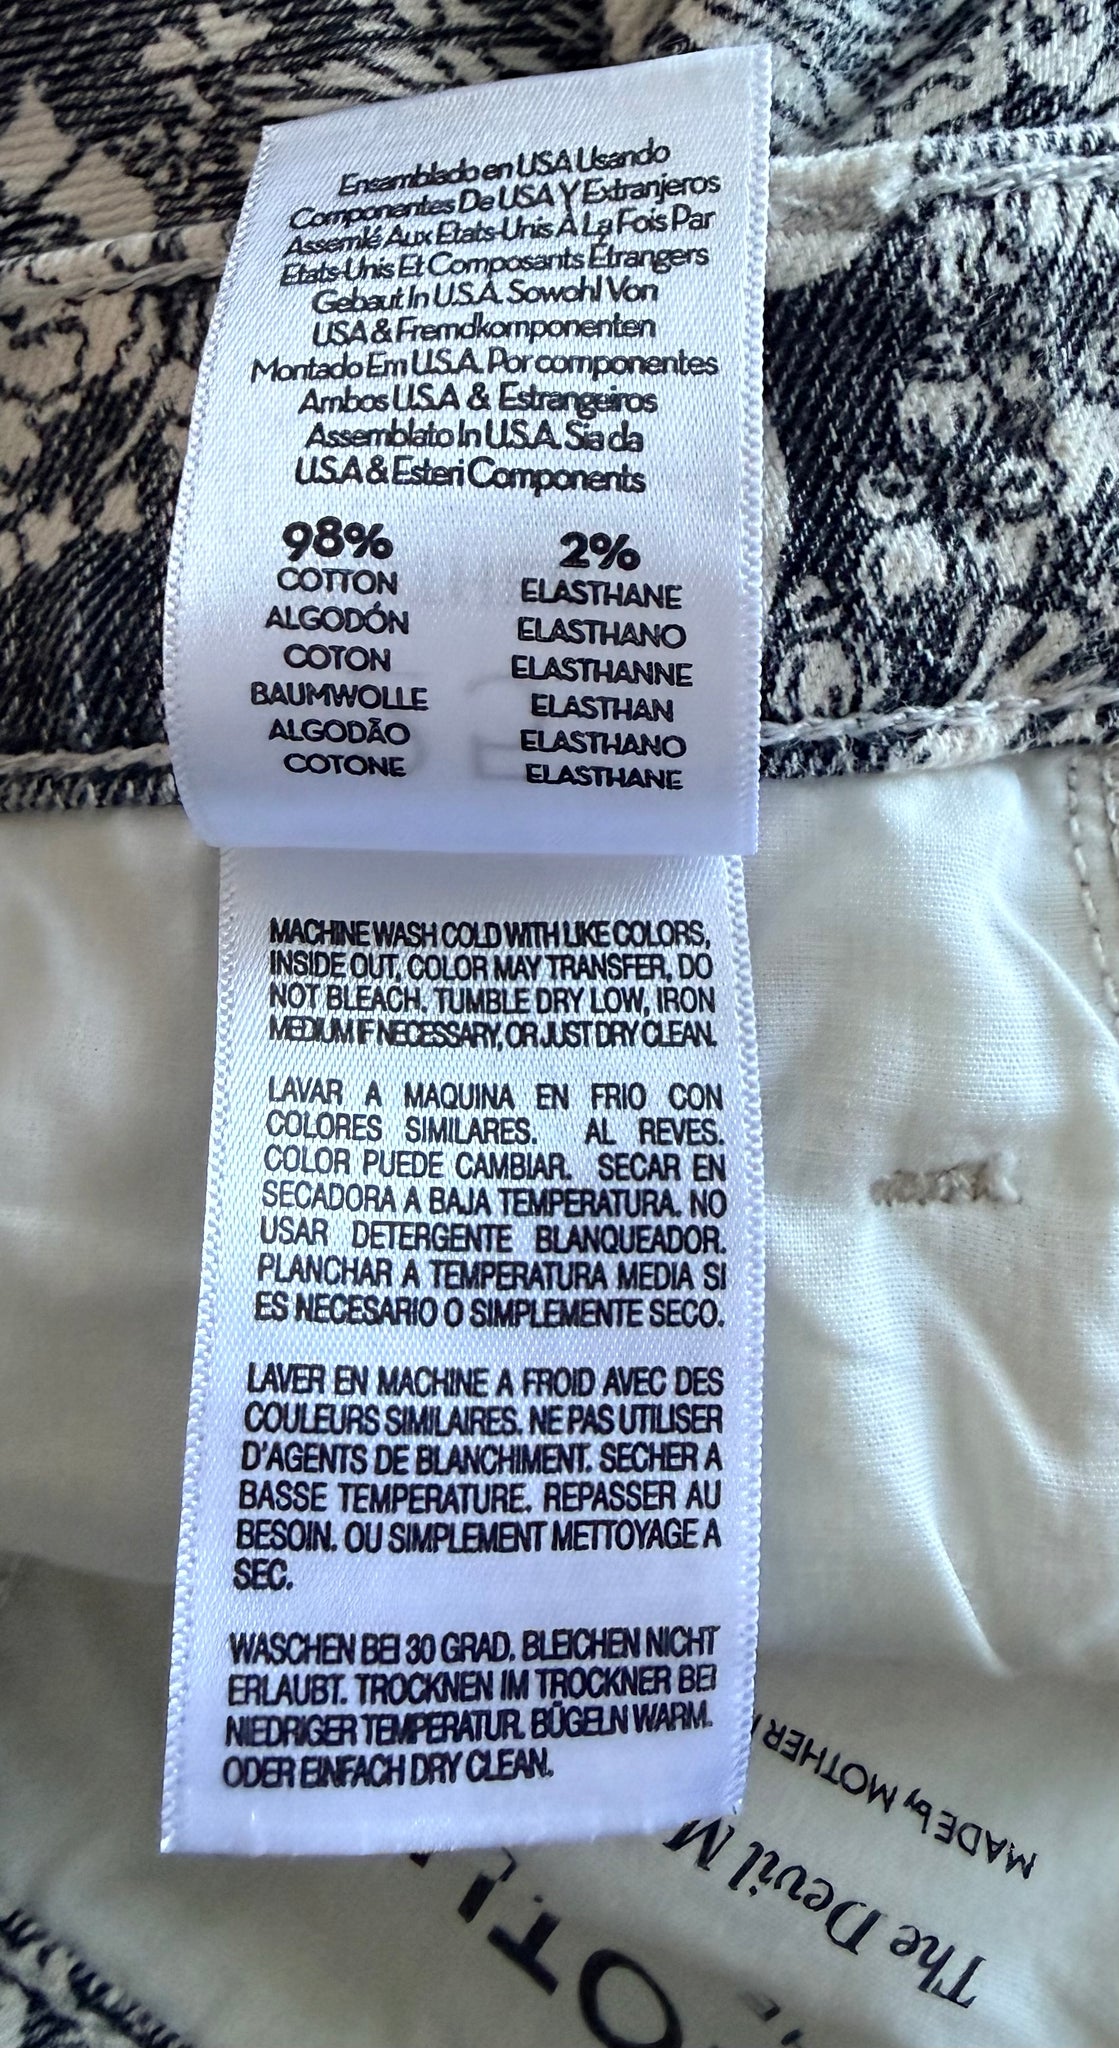 Ensamblado en USA Usando
Componentes De USA Y Extranjeros
Assemlé Aux Etats-Unis À La Fois Par
Etats-Unis Et Composants Étrangers
Gebaut In U.S.A. Sowohl Von
USA & Fremdkomponenten
Montado Em U.S.A. Por componentes
Ambos U.S.A & Estrangeiros
Assemblato In U.S.A. Sia da
U.S.A & Esteri Components
98% 2%
COTTON ELASTHANE
ALGODÓN ELASTHANO
COTON ELASTHANNE
BAUMWOLLE ELASTHAN
ALGODÃO ELASTHANO
COTONE ELASTHANE
MACHINE WASH COLD WITH LIKE COLORS,
INSIDE OUT. COLOR MAY TRANSFER. DO
NOT BLEACH. TUMBLE DRY LOW, IRON
MEDIUM IF NECESSARY, OR JUST DRY CLEAN.
LAVAR A MAQUINA EN FRIO CON
COLORES SIMILARES. AL REVES.
COLOR PUEDE CAMBIAR. SECAR EN
SECADORA A BAJA TEMPERATURA. NO
USAR DETERGENTE BLANQUEADOR.
PLANCHAR A TEMPERATURA MEDIA SI
ES NECESARIO O SIMPLEMENTE SECO.
LAVER EN MACHINE A FROID AVEC DES
COULEURS SIMILAIRES. NE PAS UTILISER
D'AGENTS DE BLANCHIMENT. SECHER A
BASSE TEMPERATURE. REPASSER AU
BESOIN. OU SIMPLEMENT METTOYAGE A
SEC.
WASCHEN BEI 30 GRAD. BLEICHEN NICHT
ERLAUBT. TROCKNEN IM TROCKNER BEI
NIEDRIGER TEMPERATUR. BÜGELN WARM.
ODER EINFACH DRY CLEAN.
MADE by MOTHER
The Devil M
OT